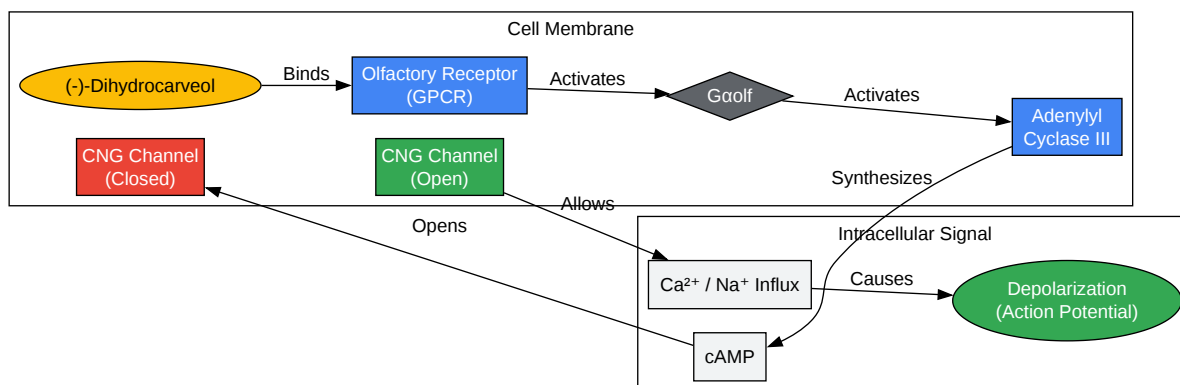 Cell Membrane
(-)-Dihydrocarveol
Binds
Olfactory Receptor
(GPCR)
Activates
Gαolf
Activates
Adenylyl
Cyclase III
CNG Channel
(Closed)
CNG Channel
(Open)
Synthesizes
Allows
Opens
Intracellular Signal
Ca²⁺ / Na⁺ Influx
Causes
Depolarization
(Action Potential)
cAMP